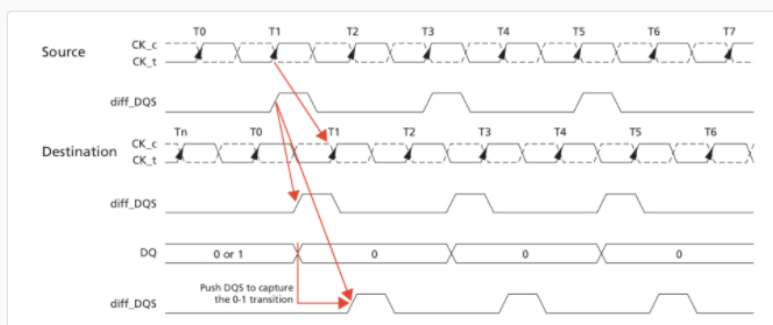 T0 T1 T2 T3 T4 T5 T6 T7
Source
CK_c
CK_t
diff_DQS
Tn T0 T1 T2 T3 T4 T5 T6
Destination
CK_c
CK_t
diff_DQS
DQ 0 or 1 0 0 0
Push DQS to capture
the 0-1 transition
diff_DQS